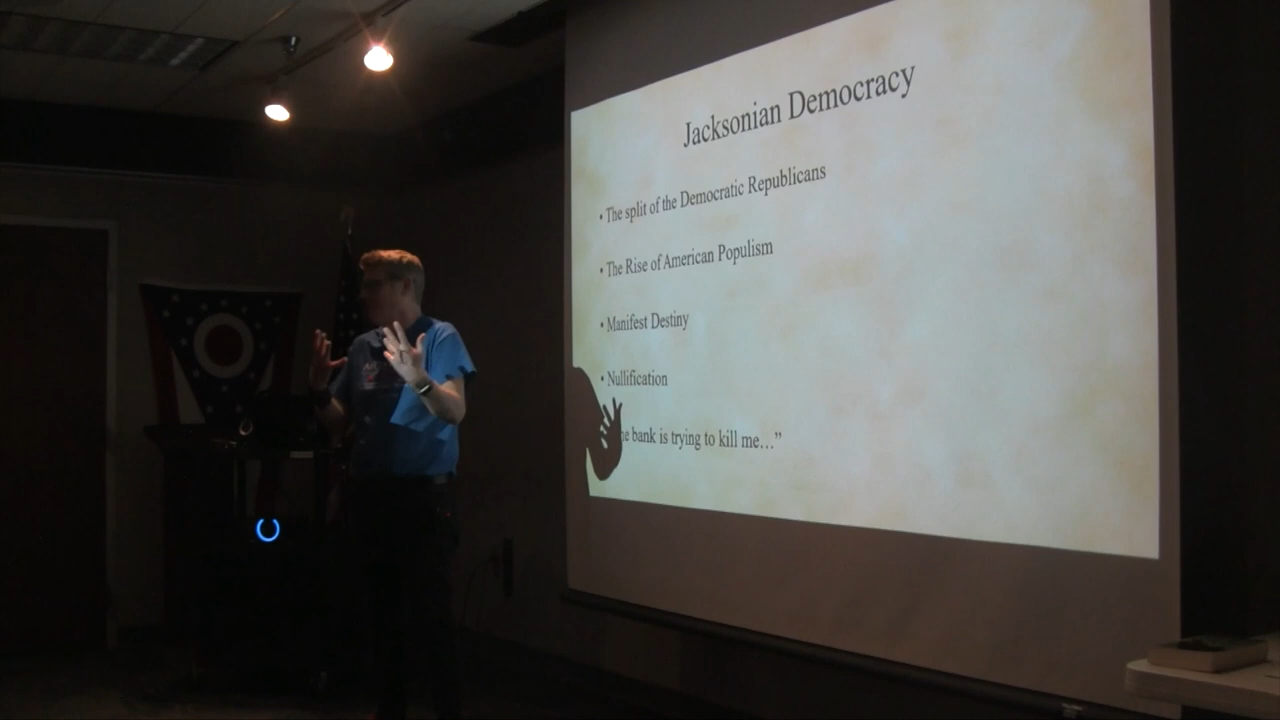 Jacksonian Democracy
• The split of the Democratic Republicans
• The Rise of American Populism
• Manifest Destiny
• Nullification
bank is trying to kill me…”